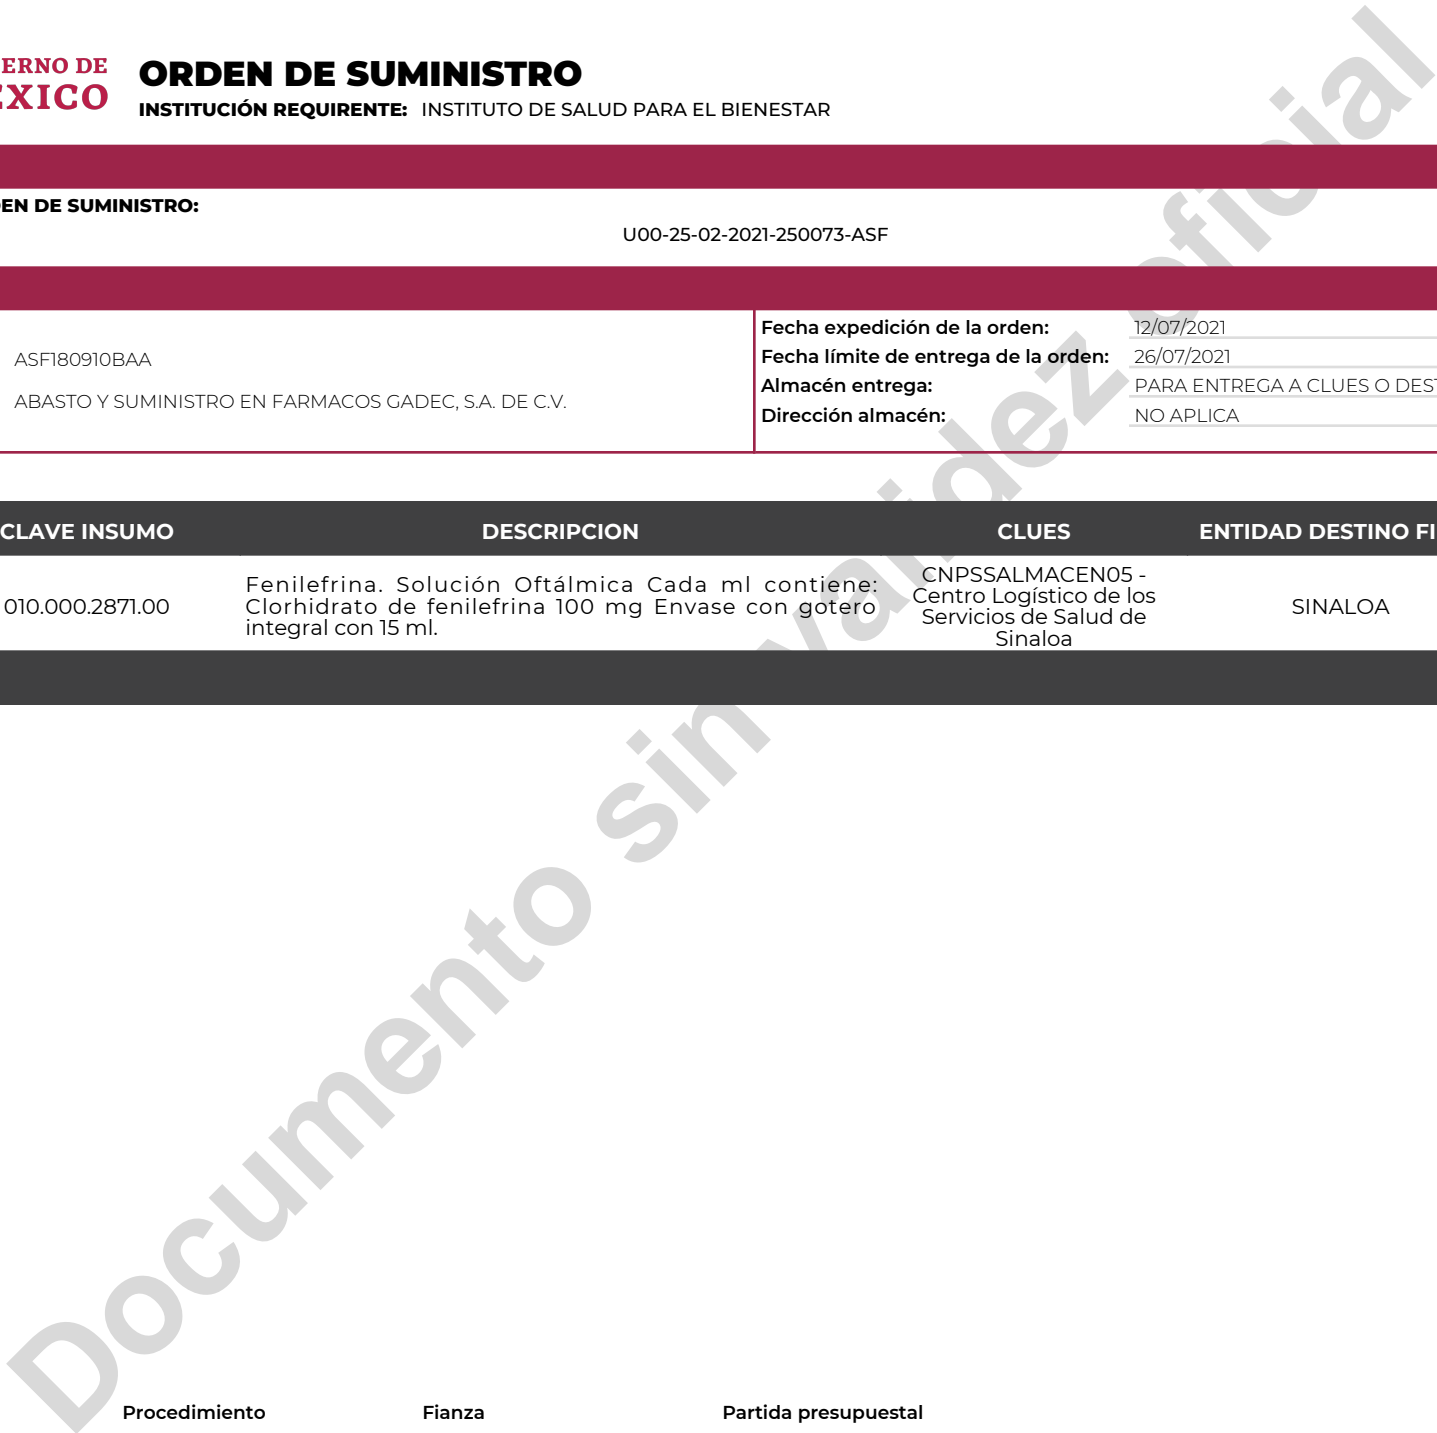 ERNO DE
EXICO
ORDEN DE SUMINISTRO
INSTITUCIÓN REQUIRENTE: INSTITUTO DE SALUD PARA EL BIENESTAR
EN DE SUMINISTRO:
U00-25-02-2021-250073-ASF
ASF180910BAA
ABASTO Y SUMINISTRO EN FARMACOS GADEC, S.A. DE C.V.
Fecha expedición de la orden: 12/07/2021
Fecha límite de entrega de la orden: 26/07/2021
Almacén entrega: PARA ENTREGA A CLUES O DEST
Dirección almacén: NO APLICA
CLAVE INSUMO DESCRIPCION CLUES ENTIDAD DESTINO FI
010.000.2871.00
Fenilefrina. Solución Oftálmica Cada ml contiene:
Clorhidrato de fenilefrina 100 mg Envase con gotero
integral con 15 ml.
CNPSSALMACEN05 -
Centro Logístico de los
Servicios de Salud de
Sinaloa
SINALOA
Documento sin validez oficial
Procedimiento Fianza Partida presupuestal